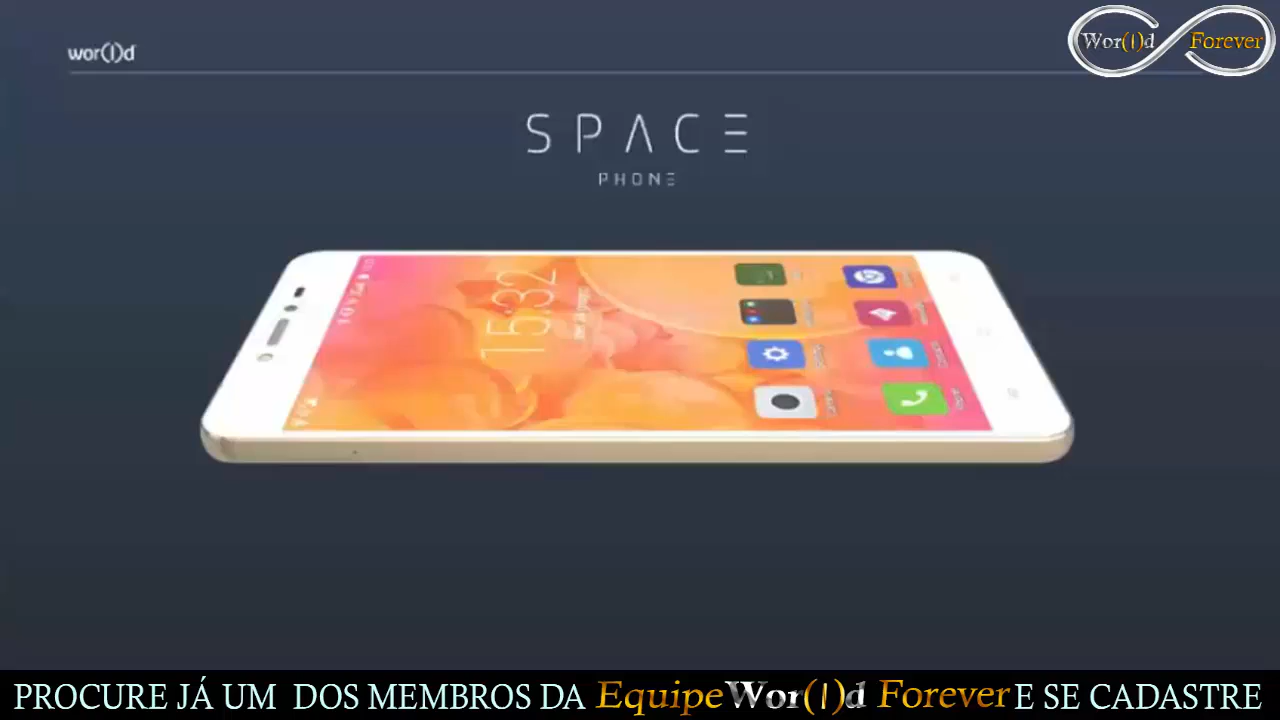 wor(l)d
Wor(l)d Forever
SPACE
PHONE
15:32
PROCURE JÁ UM DOS MEMBROS DA Equipe Wor(l)d Forever E SE CADASTRE